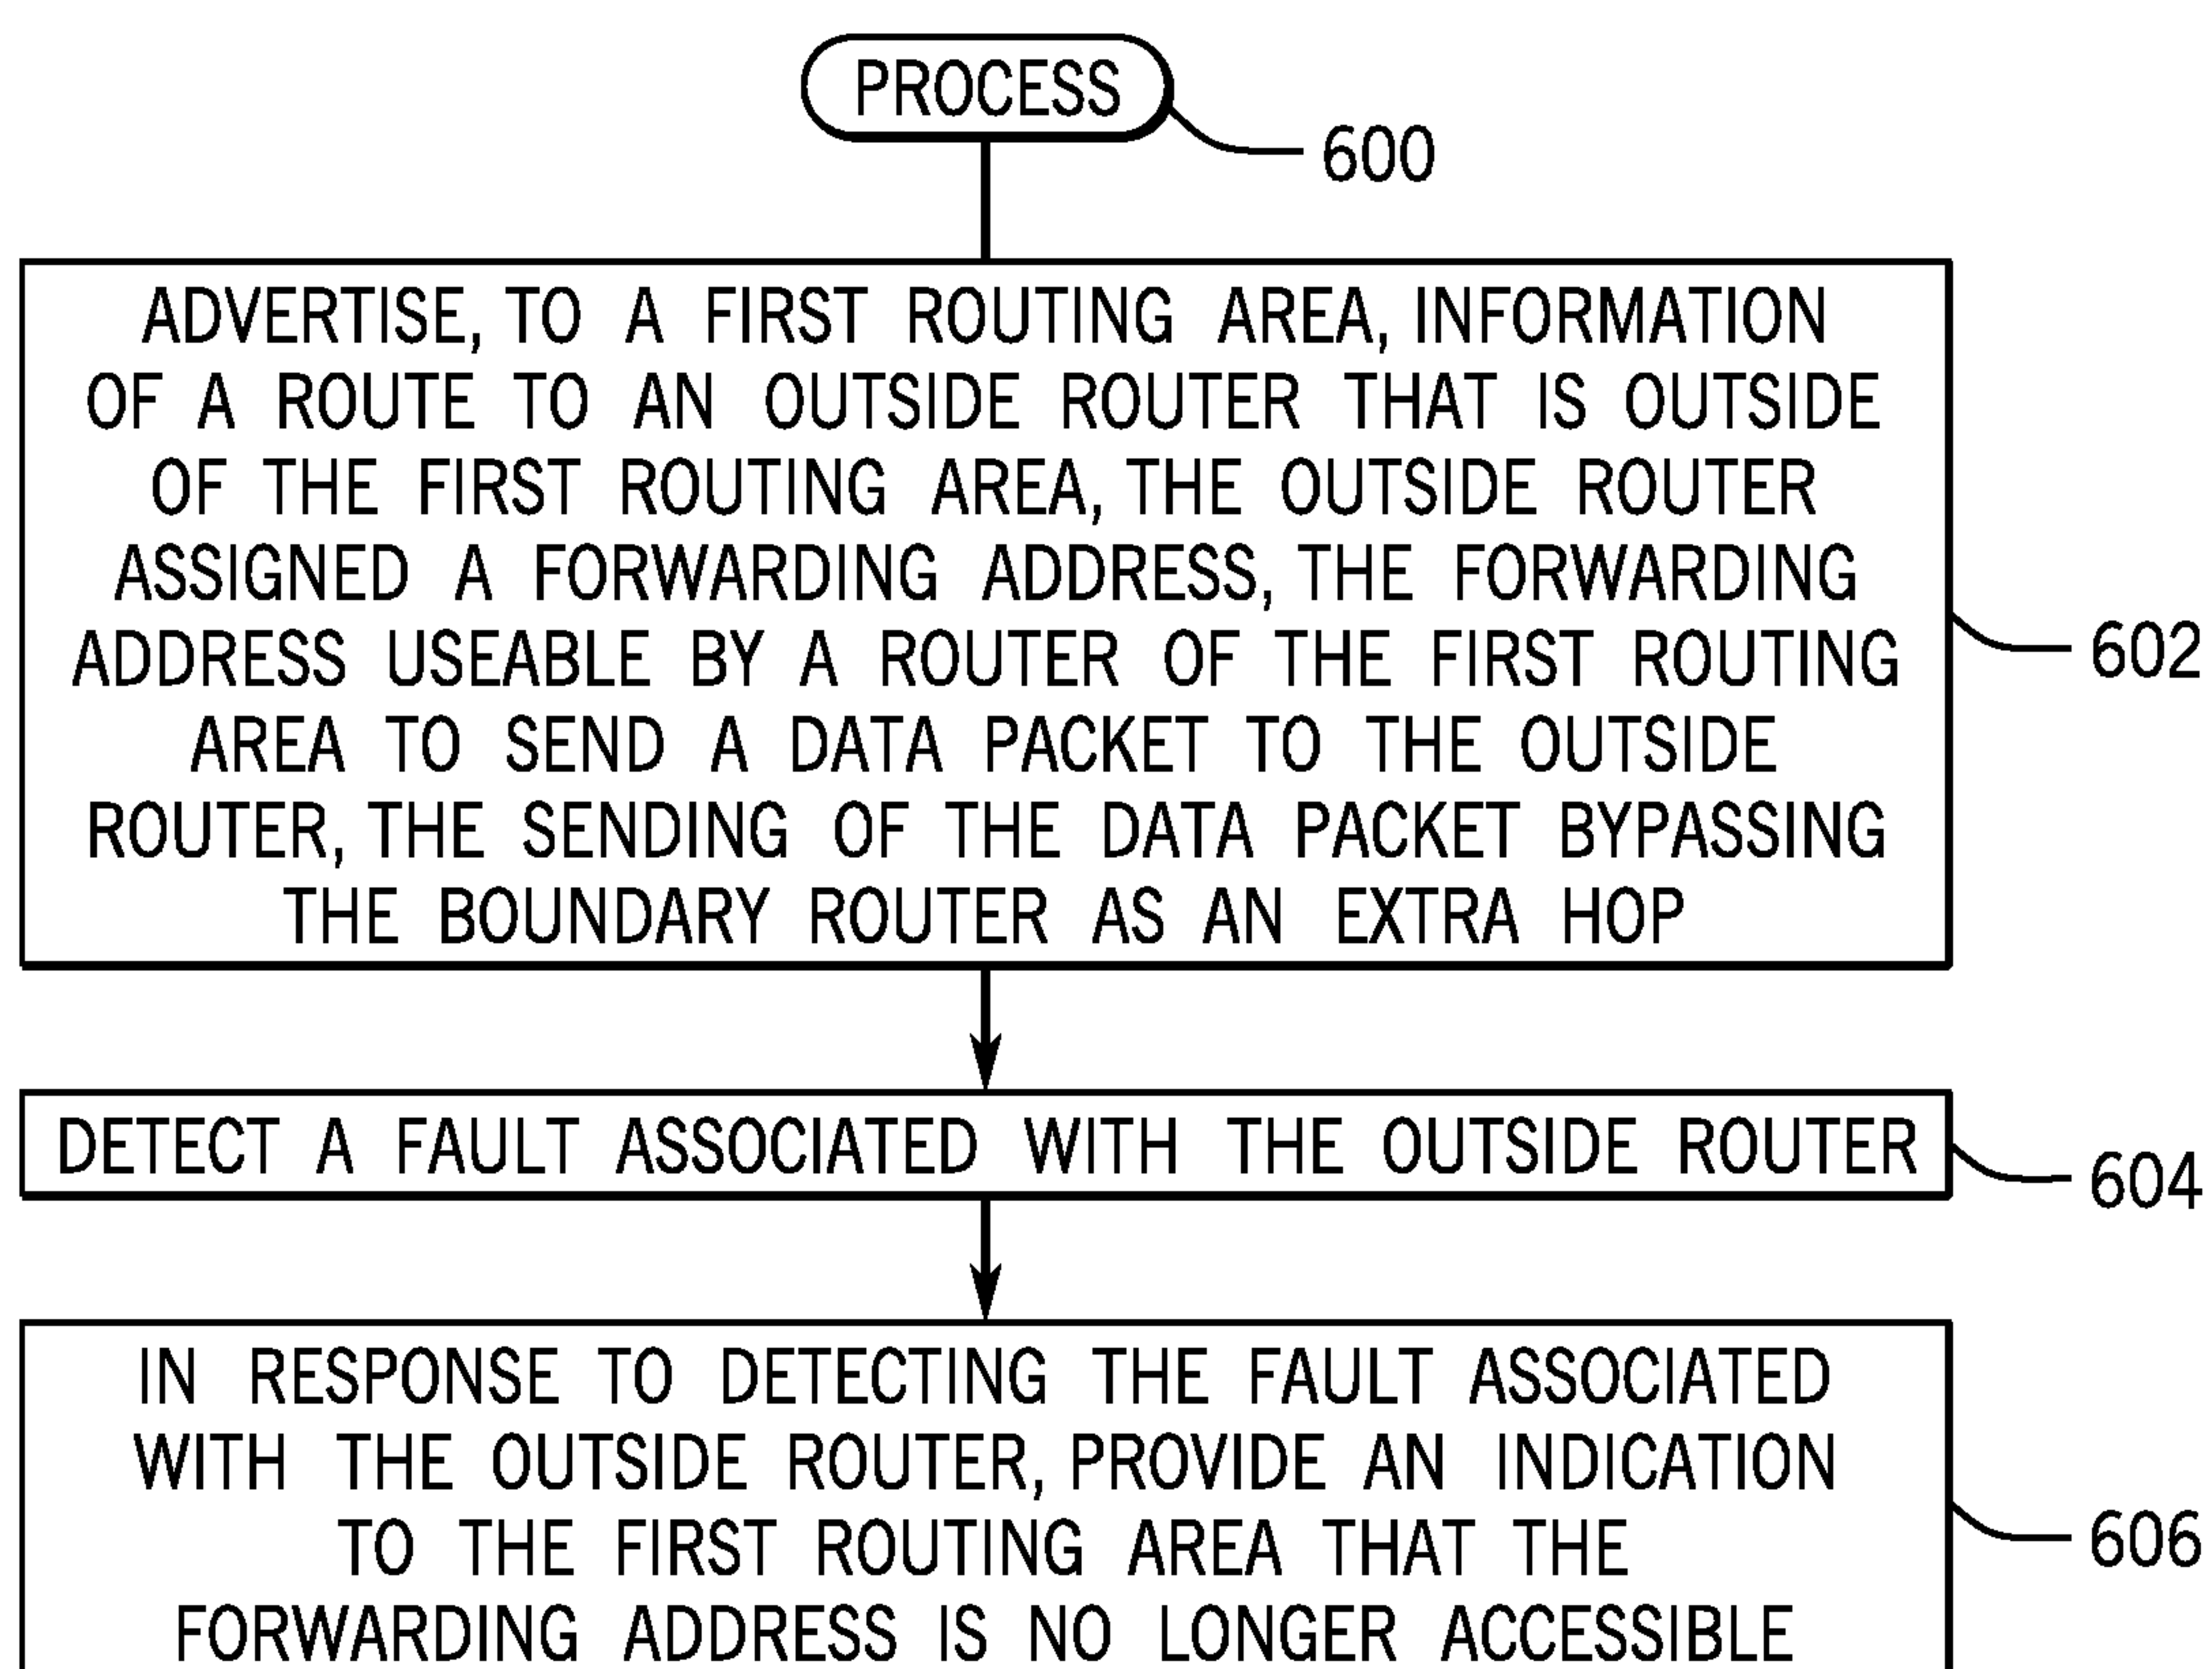 PROCESS
600
ADVERTISE, TO A FIRST ROUTING AREA, INFORMATION
OF A ROUTE TO AN OUTSIDE ROUTER THAT IS OUTSIDE
OF THE FIRST ROUTING AREA, THE OUTSIDE ROUTER
ASSIGNED A FORWARDING ADDRESS, THE FORWARDING
ADDRESS USEABLE BY A ROUTER OF THE FIRST ROUTING
AREA TO SEND A DATA PACKET TO THE OUTSIDE
ROUTER, THE SENDING OF THE DATA PACKET BYPASSING
THE BOUNDARY ROUTER AS AN EXTRA HOP
602
DETECT A FAULT ASSOCIATED WITH THE OUTSIDE ROUTER
604
IN RESPONSE TO DETECTING THE FAULT ASSOCIATED
WITH THE OUTSIDE ROUTER, PROVIDE AN INDICATION
TO THE FIRST ROUTING AREA THAT THE
FORWARDING ADDRESS IS NO LONGER ACCESSIBLE
606